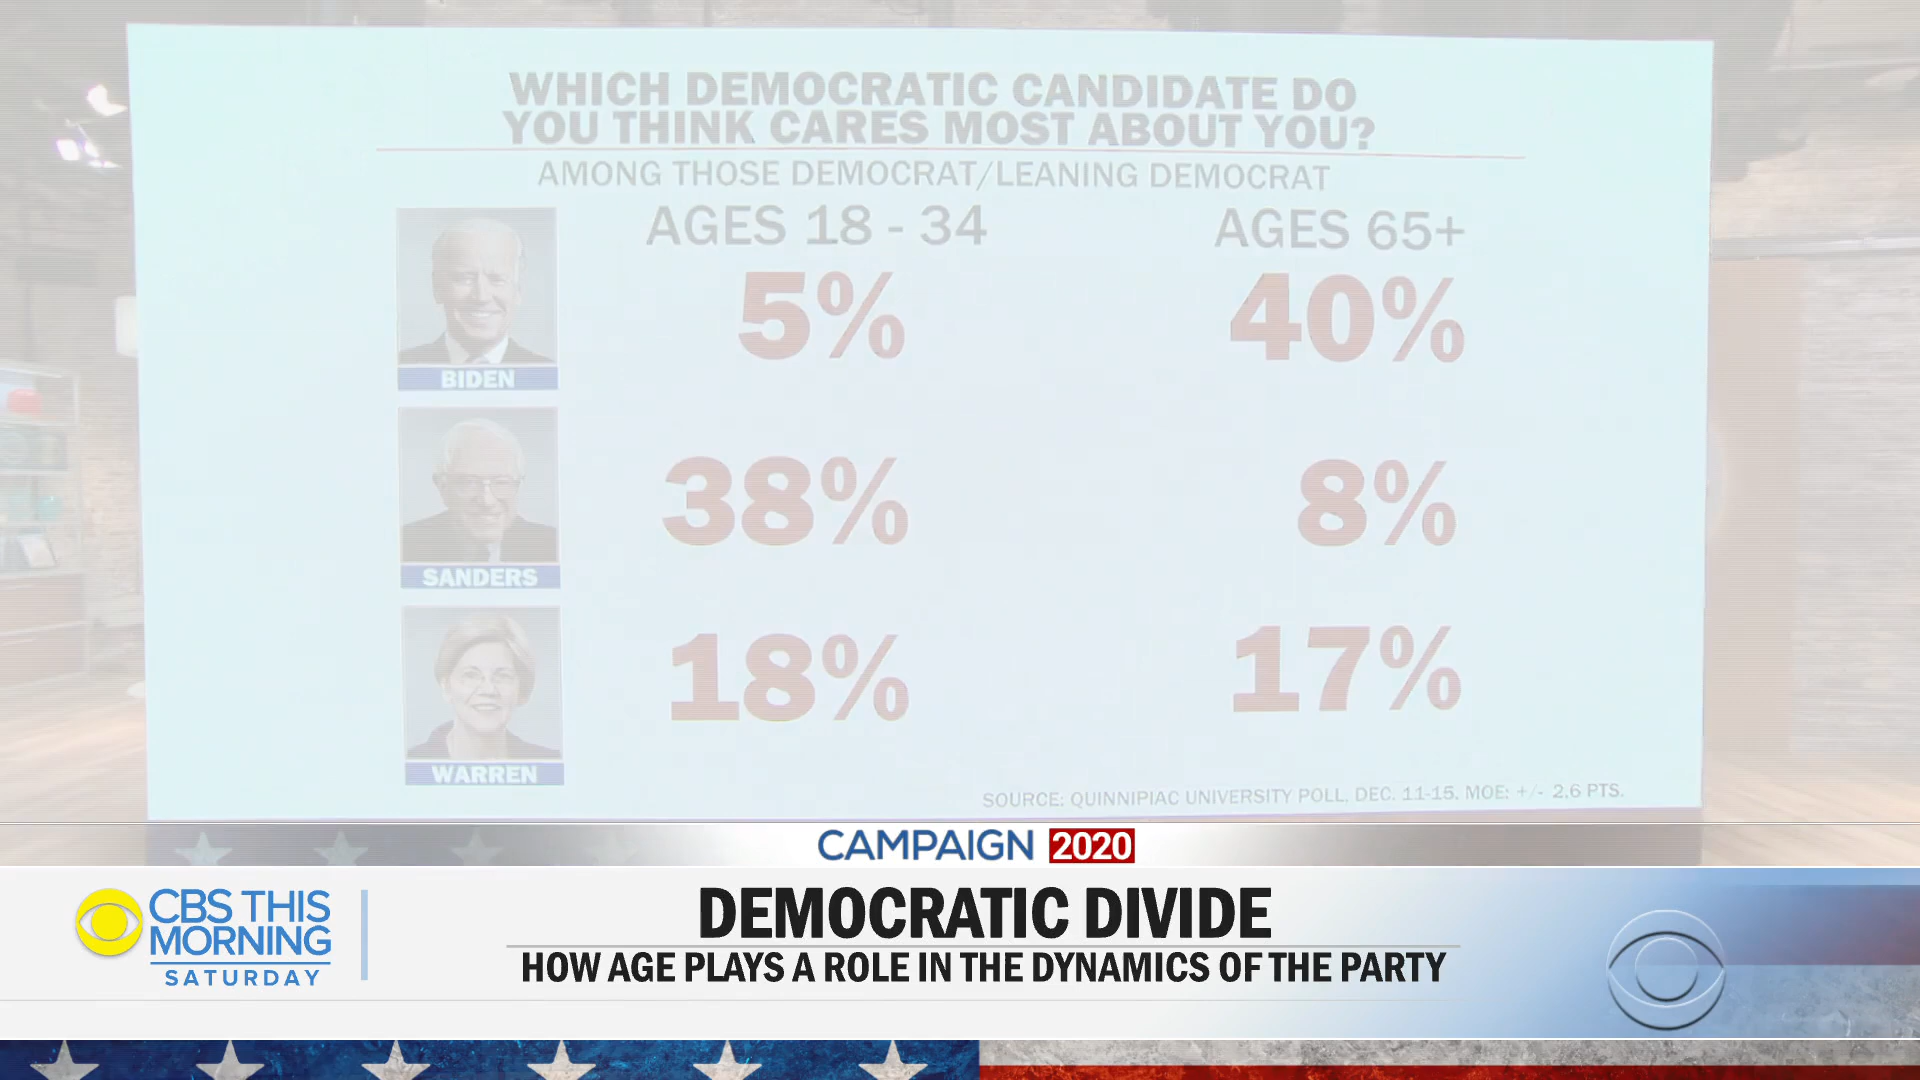 WHICH DEMOCRATIC CANDIDATE DO
YOU THINK CARES MOST ABOUT YOU?
AMONG THOSE DEMOCRAT/LEANING DEMOCRAT
AGES 18 - 34
AGES 65+
BIDEN
5%
40%
SANDERS
38%
8%
WARREN
18%
17%
SOURCE: QUINNIPIAC UNIVERSITY POLL, DEC. 11-15. MOE: +/- 2.6 PTS.
CAMPAIGN 2020
CBS THIS
MORNING
SATURDAY
DEMOCRATIC DIVIDE
HOW AGE PLAYS A ROLE IN THE DYNAMICS OF THE PARTY